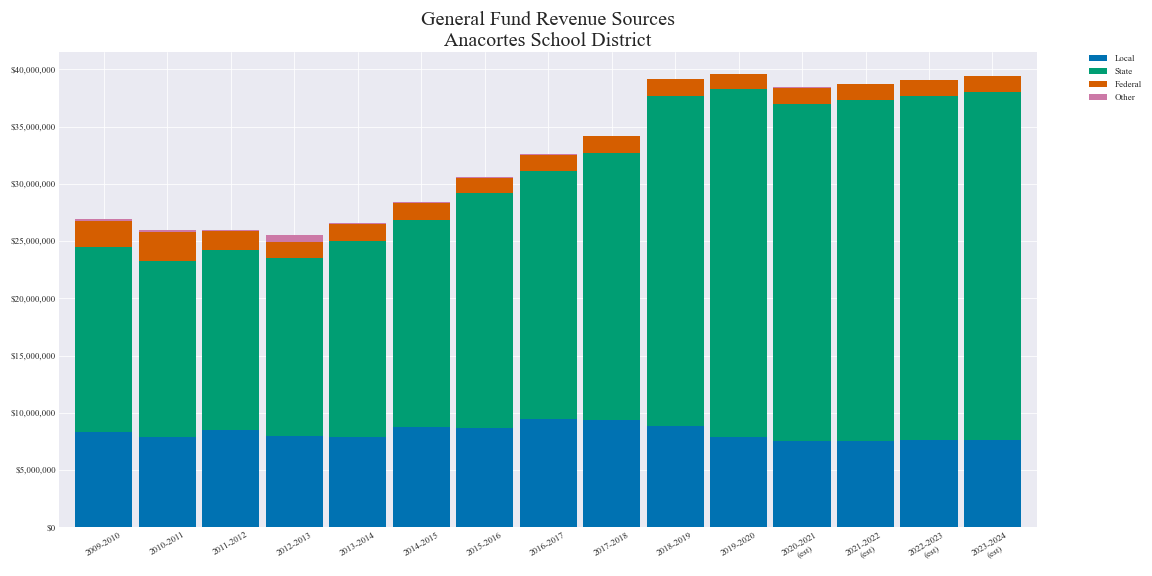 General Fund Revenue Sources
Anacortes School District
Local
State
Federal
Other
$40,000,000
$35,000,000
$30,000,000
$25,000,000
$20,000,000
$15,000,000
$10,000,000
$5,000,000
$0
2009-2010
2010-2011
2011-2012
2012-2013
2013-2014
2014-2015
2015-2016
2016-2017
2017-2018
2018-2019
2019-2020
2020-2021
(est)
2021-2022
(est)
2022-2023
(est)
2023-2024
(est)